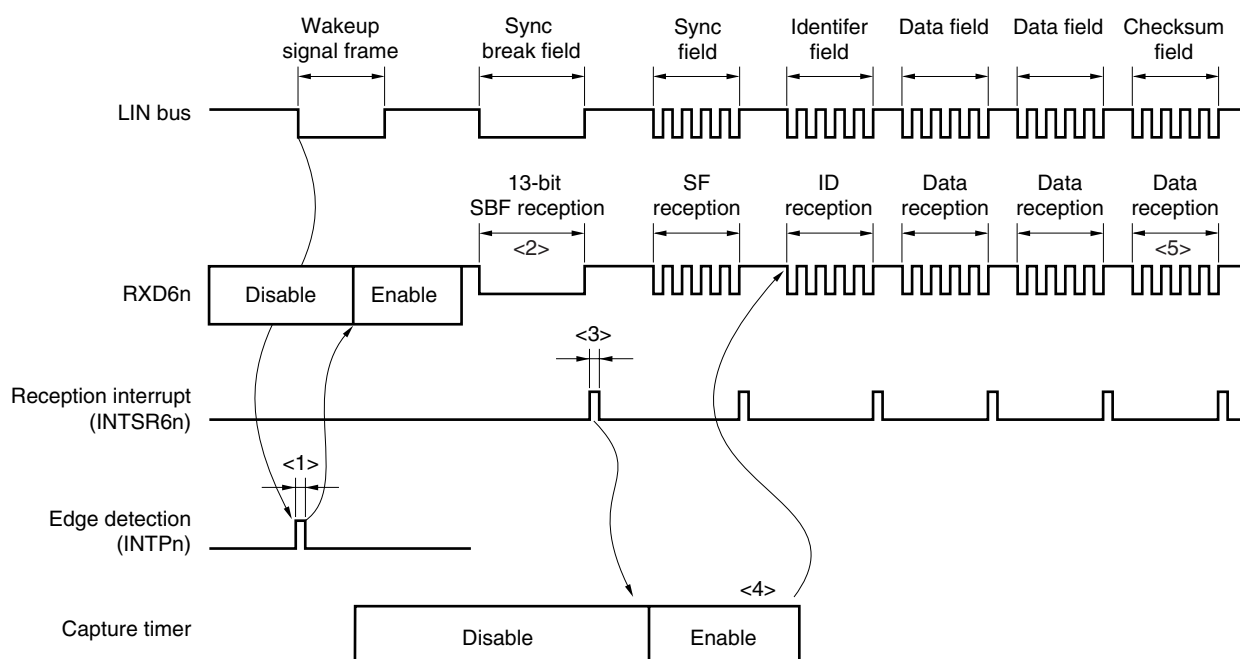 Wakeup
signal frame
Sync
break field
Sync
field
Identifer
field
Data field
Data field
Checksum
field
LIN bus
13-bit
SBF reception
<2>
SF
reception
ID
reception
Data
reception
Data
reception
Data
reception
<5>
RXD6n
Disable
Enable
<3>
Reception interrupt
(INTSR6n)
<1>
Edge detection
(INTPn)
<4>
Capture timer
Disable
Enable